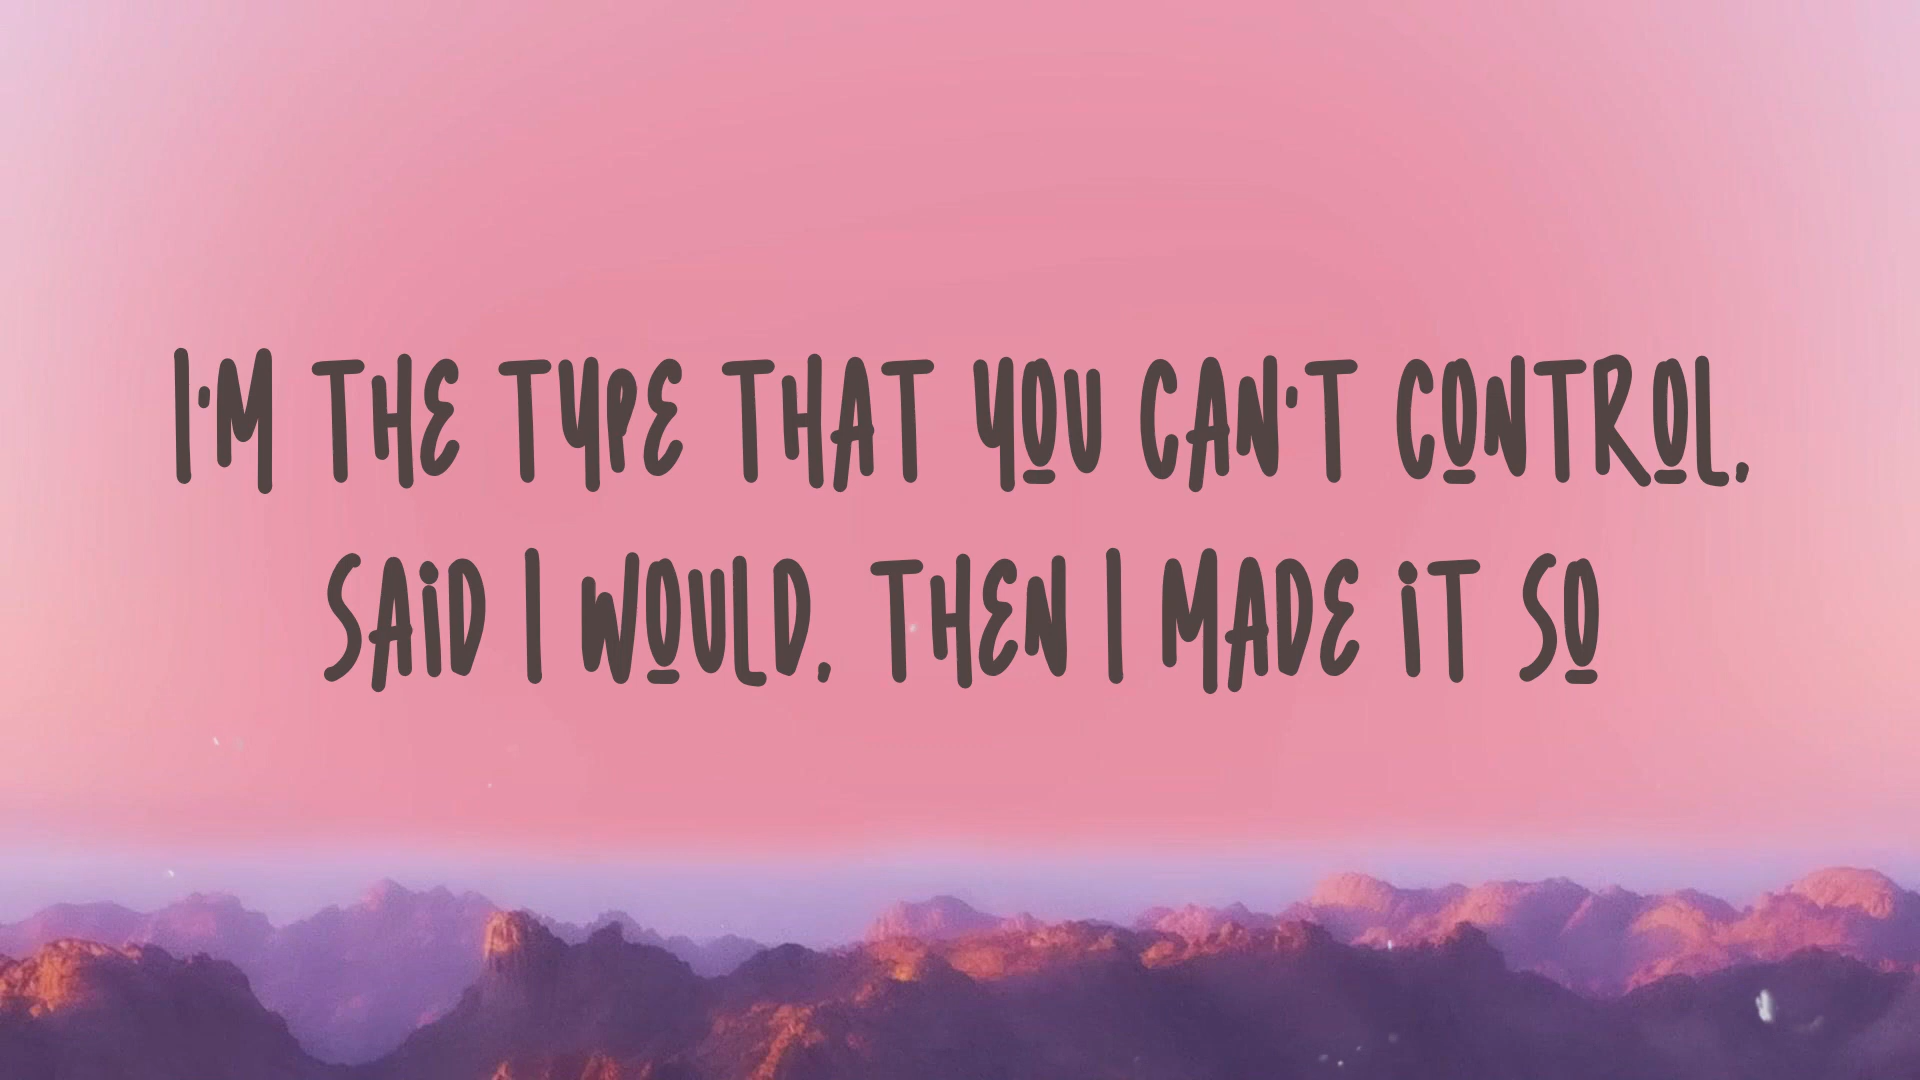 I'M THE TYPE THAT YOU CAN'T CONTROL,
SAID I WOULD, THEN I MADE IT SO